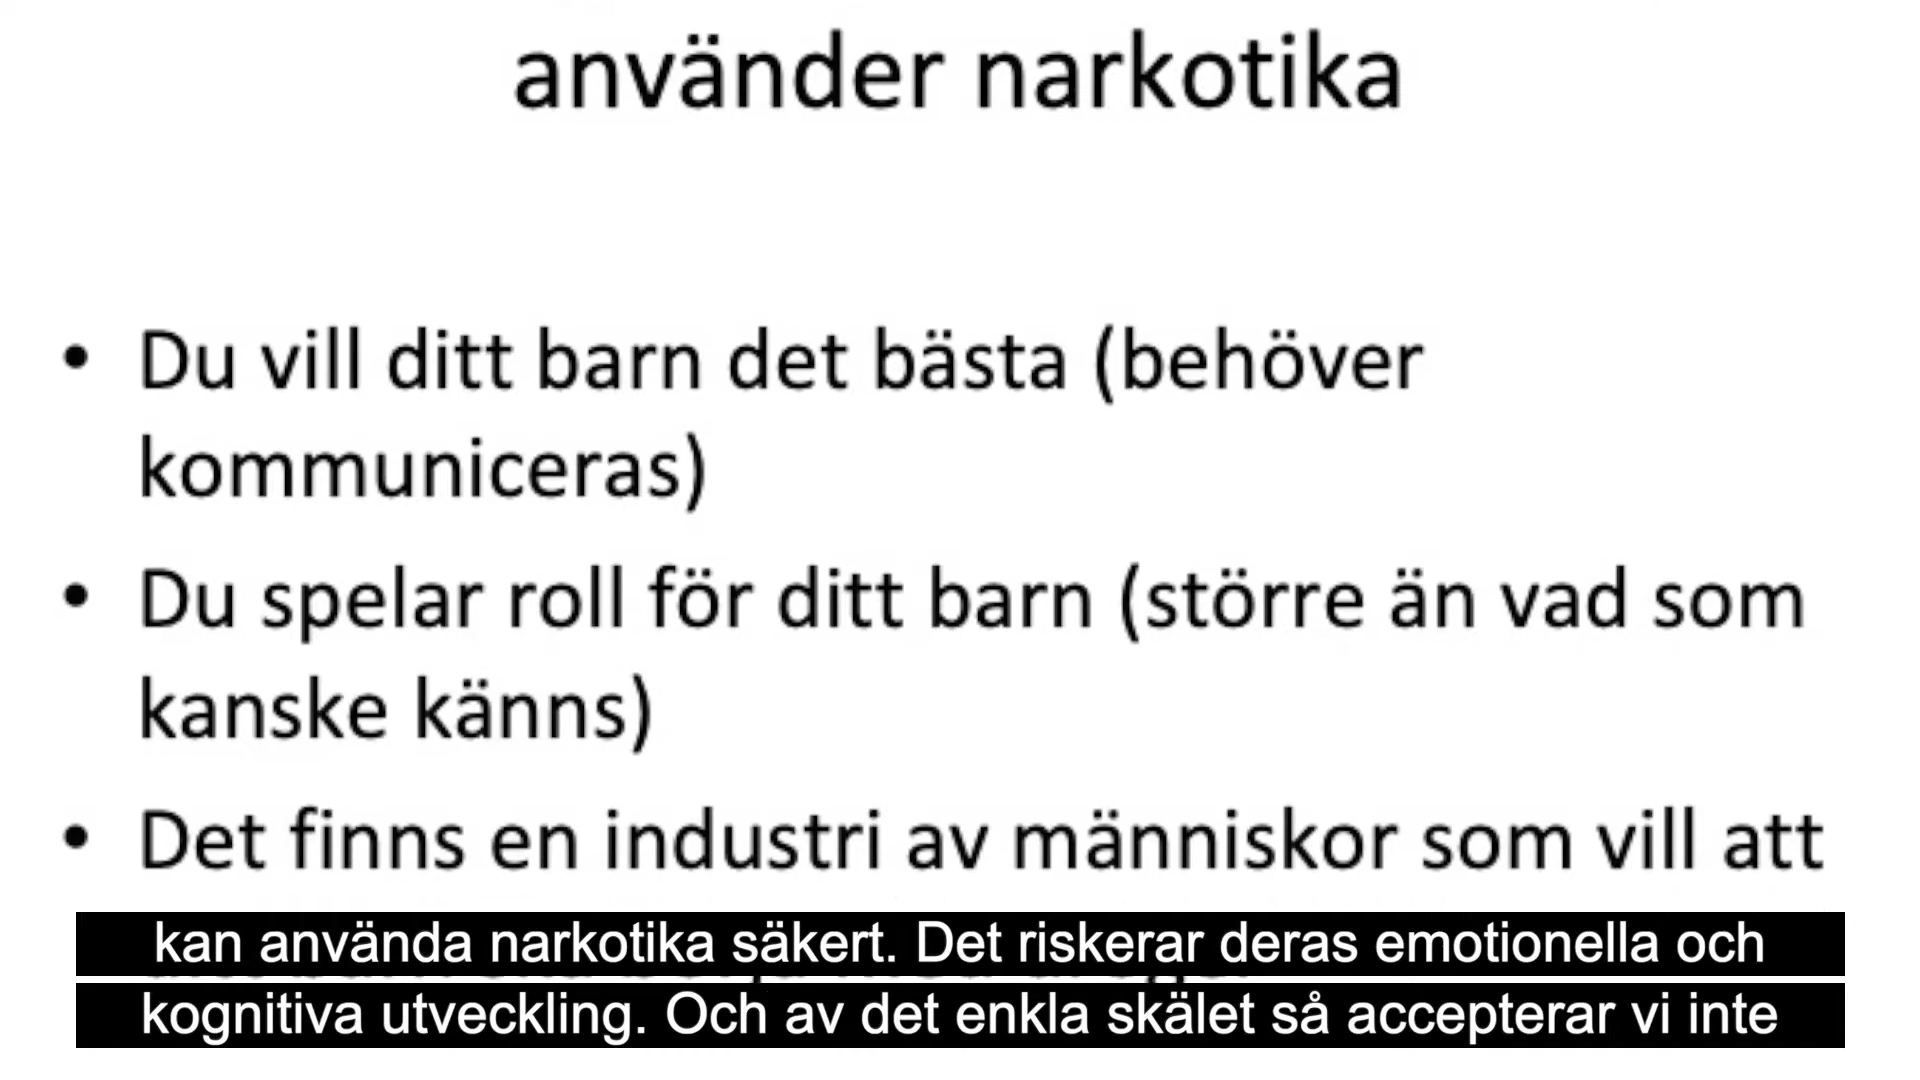 använder narkotika
• Du vill ditt barn det bästa (behöver
kommuniceras)
• Du spelar roll för ditt barn (större än vad som
kanske känns)
• Det finns en industri av människor som vill att
kan använda narkotika säkert. Det riskerar deras emotionella och
kognitiva utveckling. Och av det enkla skälet så accepterar vi inte